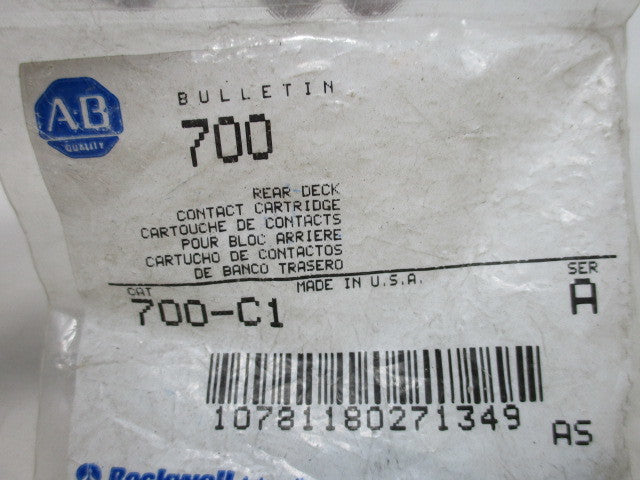 A-B
QUALITY
BULLETIN
700
REAR DECK
CONTACT CARTRIDGE
CARTOUCHE DE CONTACTS
POUR BLOC ARRIERE
CARTUCHO DE CONTACTOS
DE BANCO TRASERO
MADE IN U.S.A.
CAT
700-C1
SER
A
10781180271349
AS
Rockwell